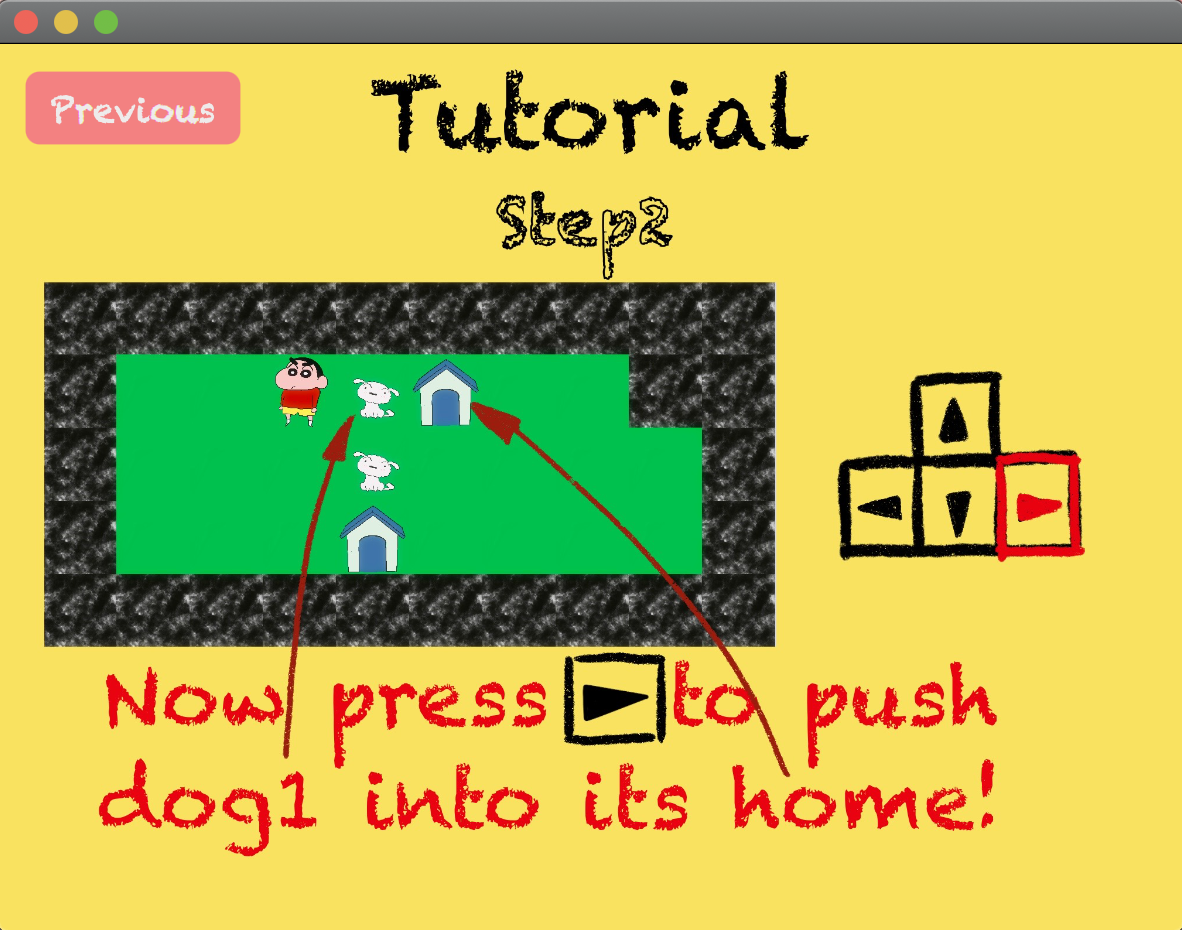 Previous
Tutorial
Step2
Now press to push
dog1 into its home!